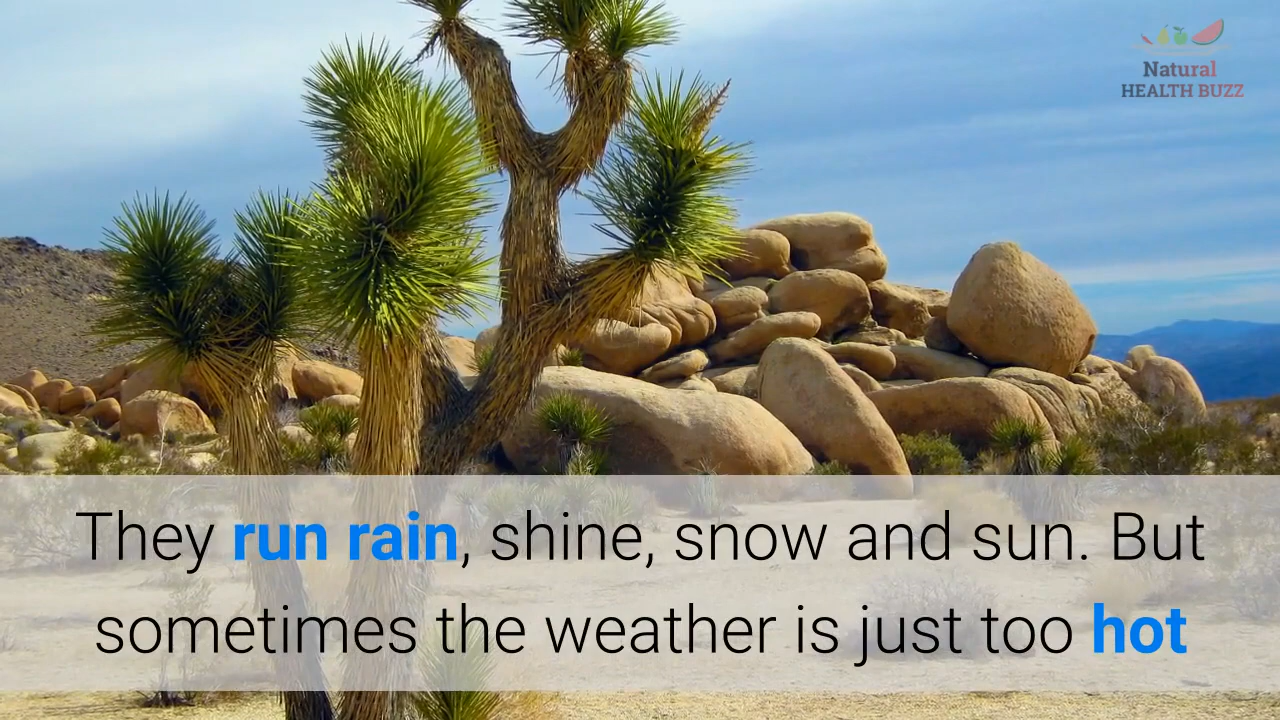 Natural
HEALTH BUZZ
They run rain, shine, snow and sun. But
sometimes the weather is just too hot